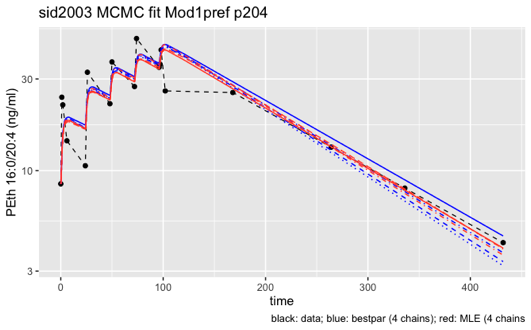 sid2003 MCMC fit Mod1pref p204
PEth 16:0/20:4 (ng/ml)
30
10
3
0
100
200
300
400
time
black: data; blue: bestpar (4 chains); red: MLE (4 chains